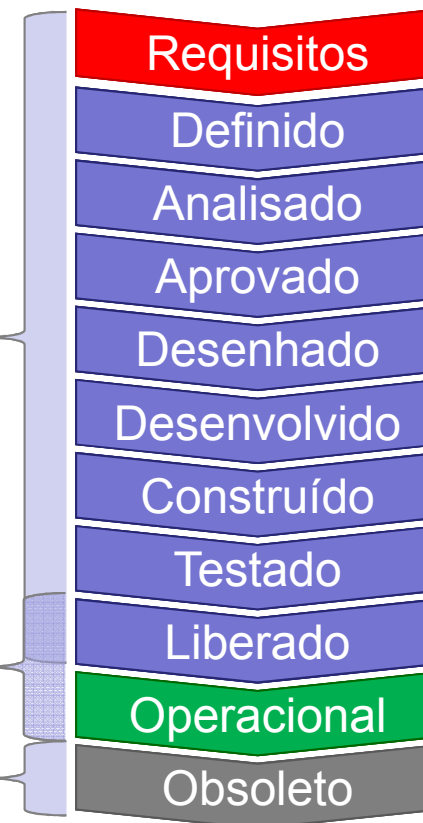 Requisitos
Definido
Analisado
Aprovado
Desenhado
Desenvolvido
Construído
Testado
Liberado
Operacional
Obsoleto